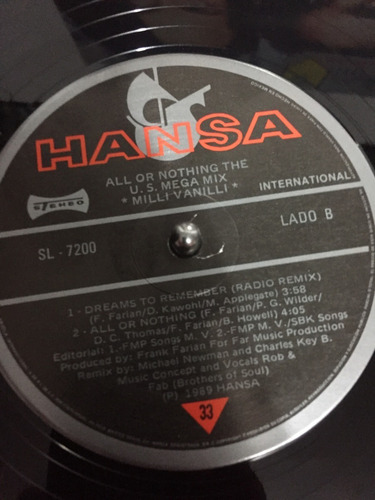 HANSA
ALL OR NOTHING THE
U. S. MEGA MIX
* MILLI VANILLI *
INTERNATIONAL
STEREO
SL - 7200
LADO B
1 - DREAMS TO REMEMBER (RADIO REMIX)
(F. Farian/D. Kawohl/M. Applegate) 3:58
2 - ALL OR NOTHING (F. Farian/P. G. Wilder/
D. C. Thomas/F. Farian/B. Howell) 4:05
Editorial: 1.-FMP Songs M. V. 2.-FMP M. V./SBK Songs
Produced by: Frank Farian For Far Music Production
Remix by: Michael Newman and Charles Key B.
Music Concept and Vocals Rob &
Fab (Brothers of Soul)
(P) 1989 HANSA
33